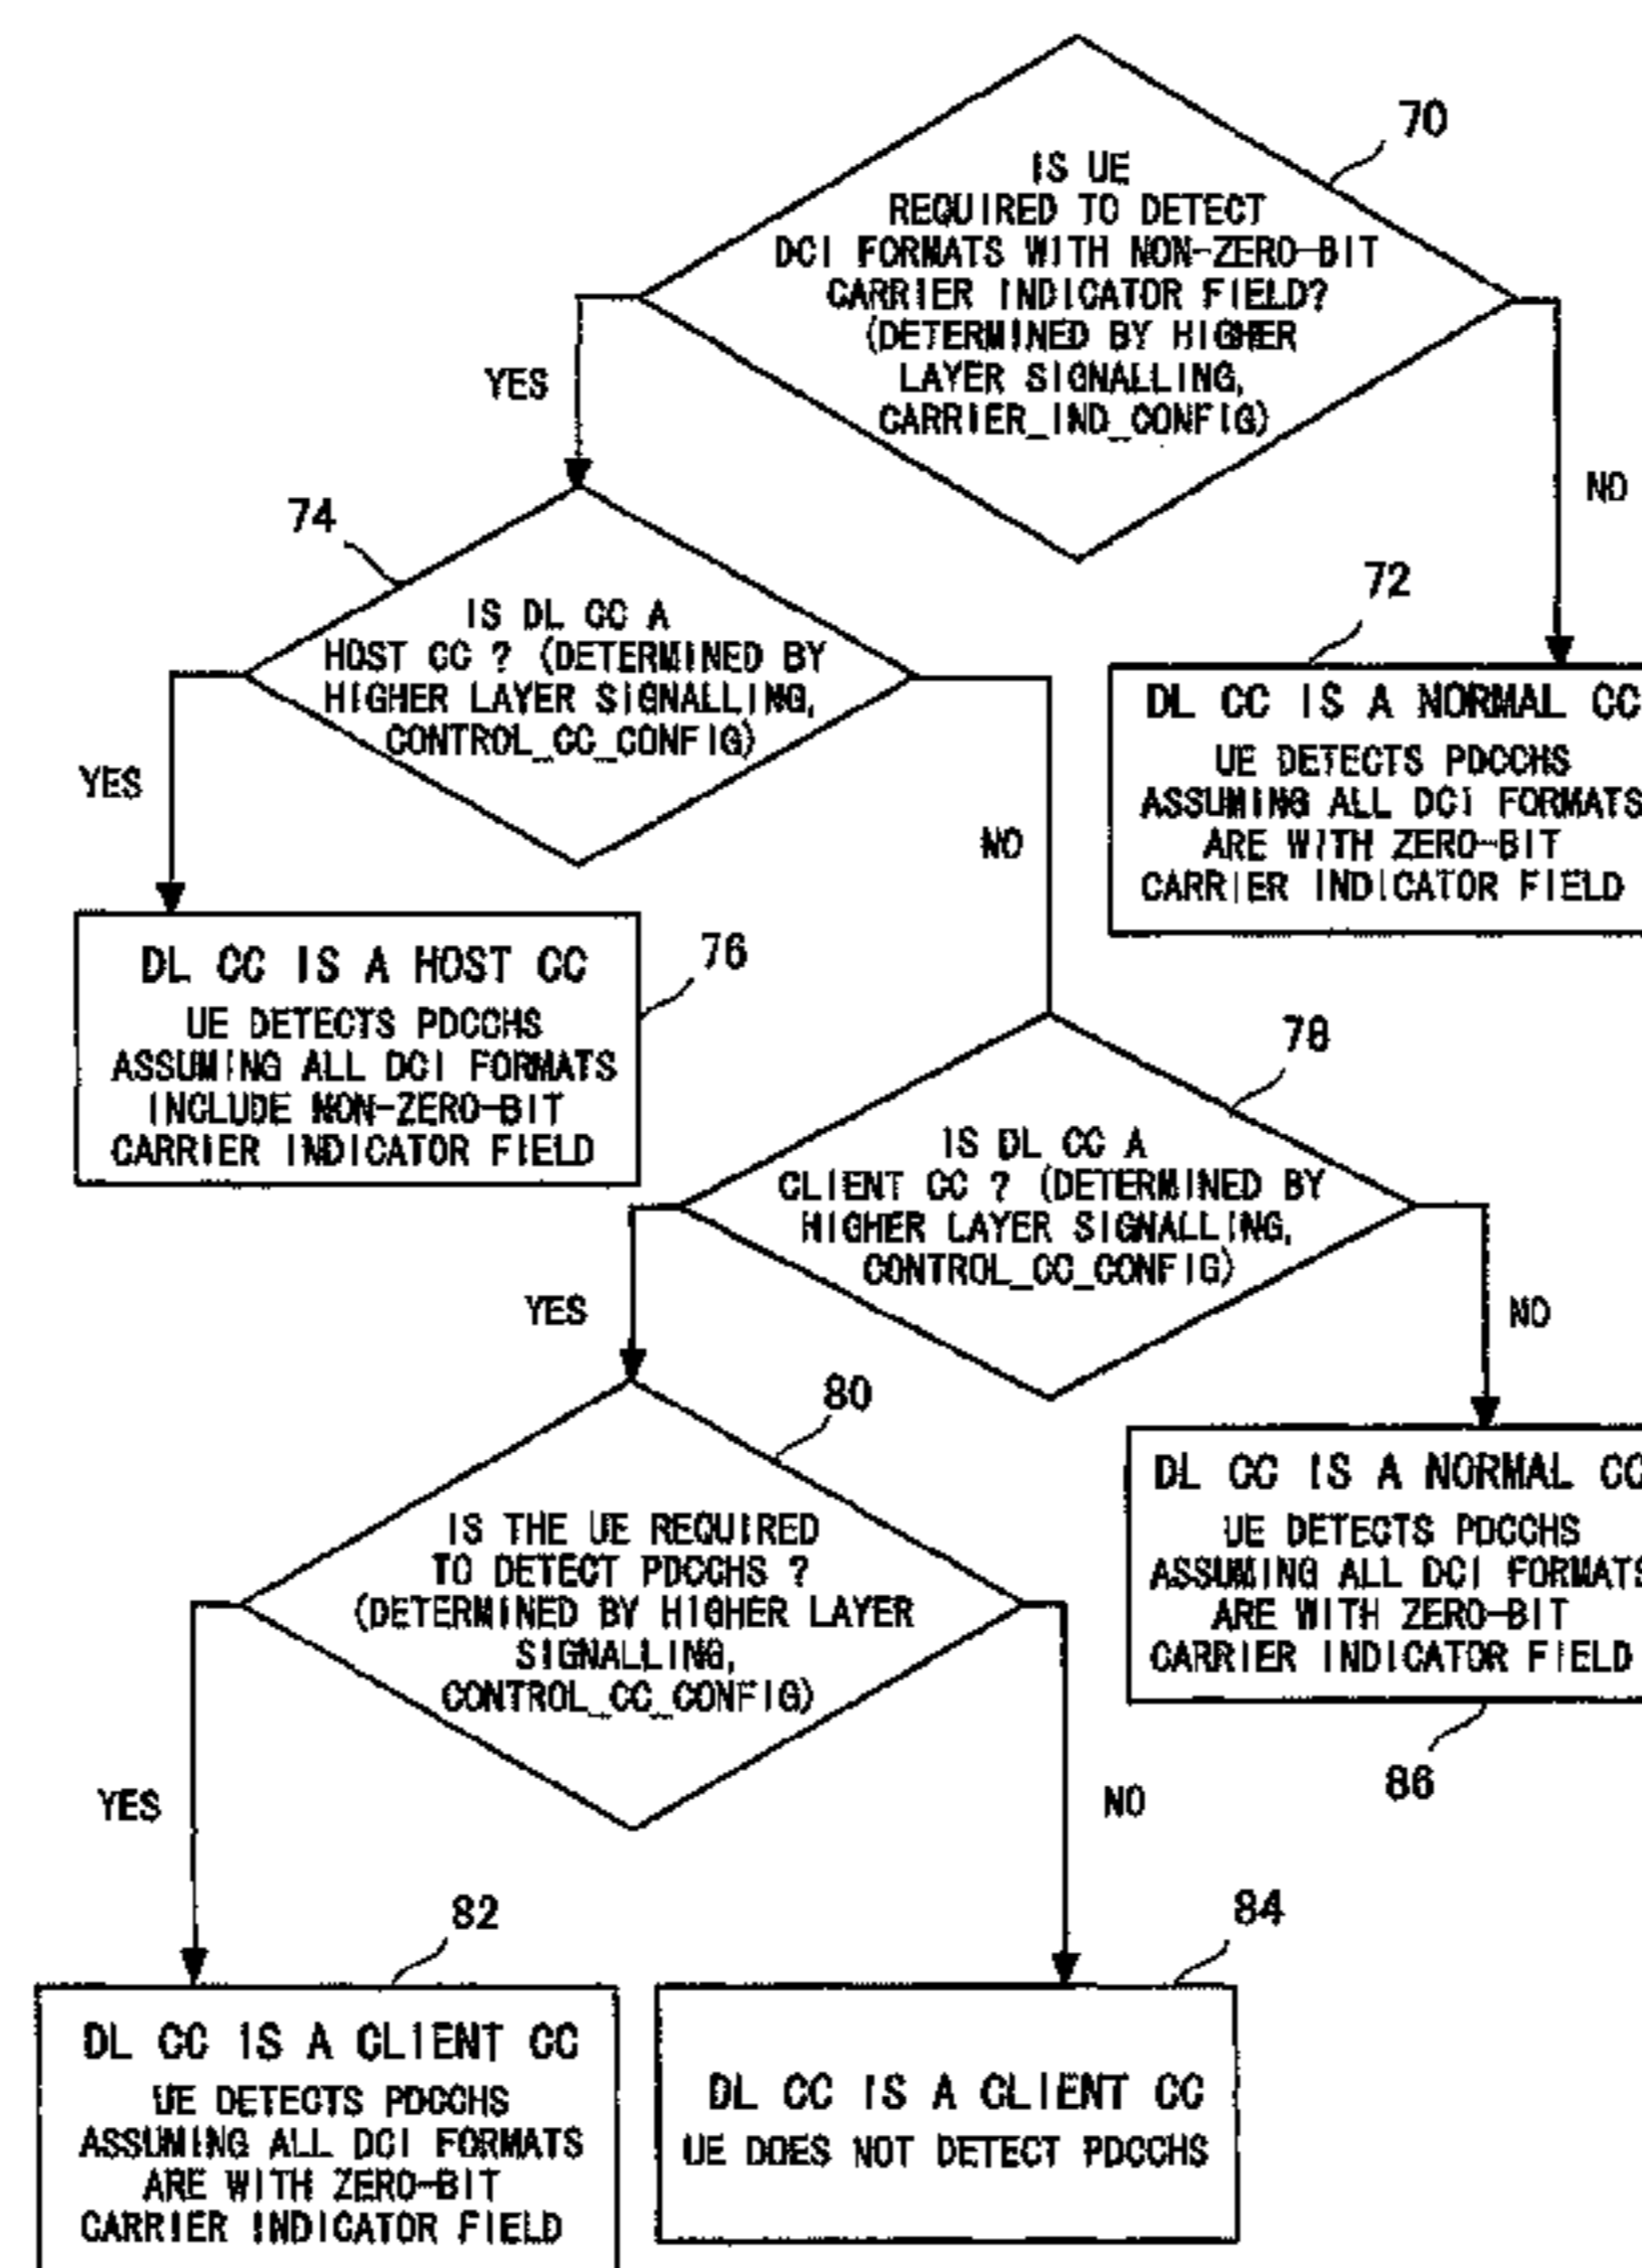 70
IS UE
REQUIRED TO DETECT
DCI FORMATS WITH NON-ZERO-BIT
CARRIER INDICATOR FIELD?
(DETERMINED BY HIGHER
LAYER SIGNALLING,
CARRIER_IND_CONFIG)
YES
NO
74
IS DL CC A
HOST CC ? (DETERMINED BY
HIGHER LAYER SIGNALLING,
CONTROL_CC_CONFIG)
YES
NO
72
DL CC IS A NORMAL CC
UE DETECTS PDCCHS
ASSUMING ALL DCI FORMATS
ARE WITH ZERO-BIT
CARRIER INDICATOR FIELD
76
DL CC IS A HOST CC
UE DETECTS PDCCHS
ASSUMING ALL DCI FORMATS
INCLUDE NON-ZERO-BIT
CARRIER INDICATOR FIELD
78
IS DL CC A
CLIENT CC ? (DETERMINED BY
HIGHER LAYER SIGNALLING,
CONTROL_CC_CONFIG)
YES
NO
80
IS THE UE REQUIRED
TO DETECT PDCCHS ?
(DETERMINED BY HIGHER LAYER
SIGNALLING,
CONTROL_CC_CONFIG)
YES
NO
DL CC IS A NORMAL CC
UE DETECTS PDCCHS
ASSUMING ALL DCI FORMATS
ARE WITH ZERO-BIT
CARRIER INDICATOR FIELD
86
82
DL CC IS A CLIENT CC
UE DETECTS PDCCHS
ASSUMING ALL DCI FORMATS
ARE WITH ZERO-BIT
CARRIER INDICATOR FIELD
84
DL CC IS A CLIENT CC
UE DOES NOT DETECT PDCCHS